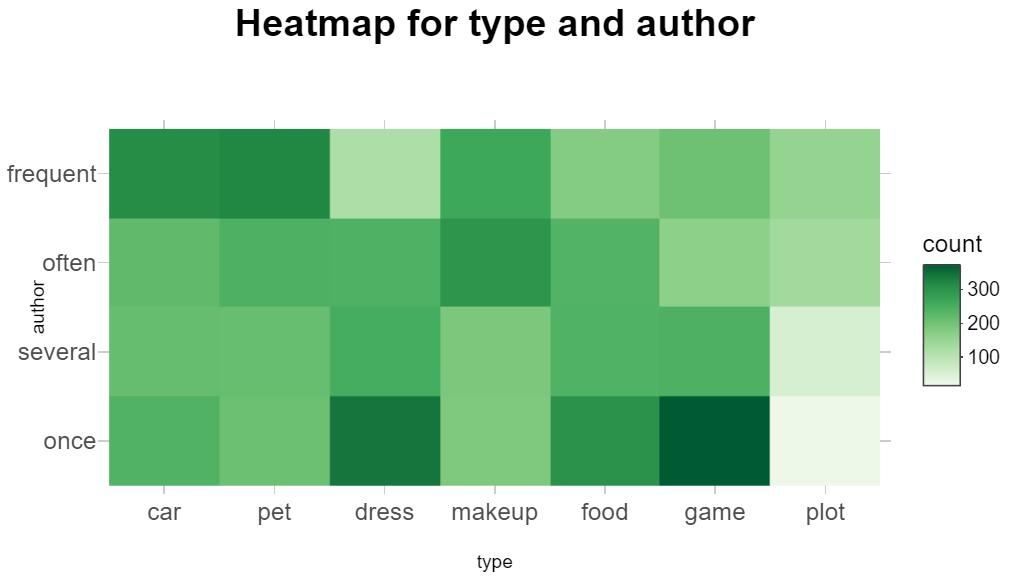 Heatmap for type and author
frequent
often
several
once
author
car pet dress makeup food game plot
type
count
300
200
100